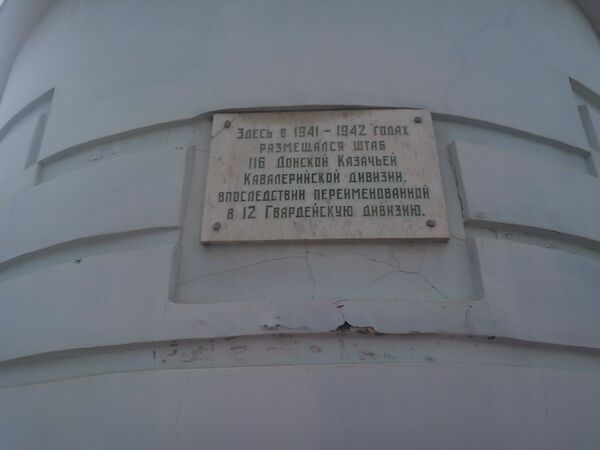 Здесь в 1941 – 1942 годах
размещался штаб
116 Донской Казачьей
Кавалерийской дивизии,
впоследствии переименованной
в 12 Гвардейскую дивизию.